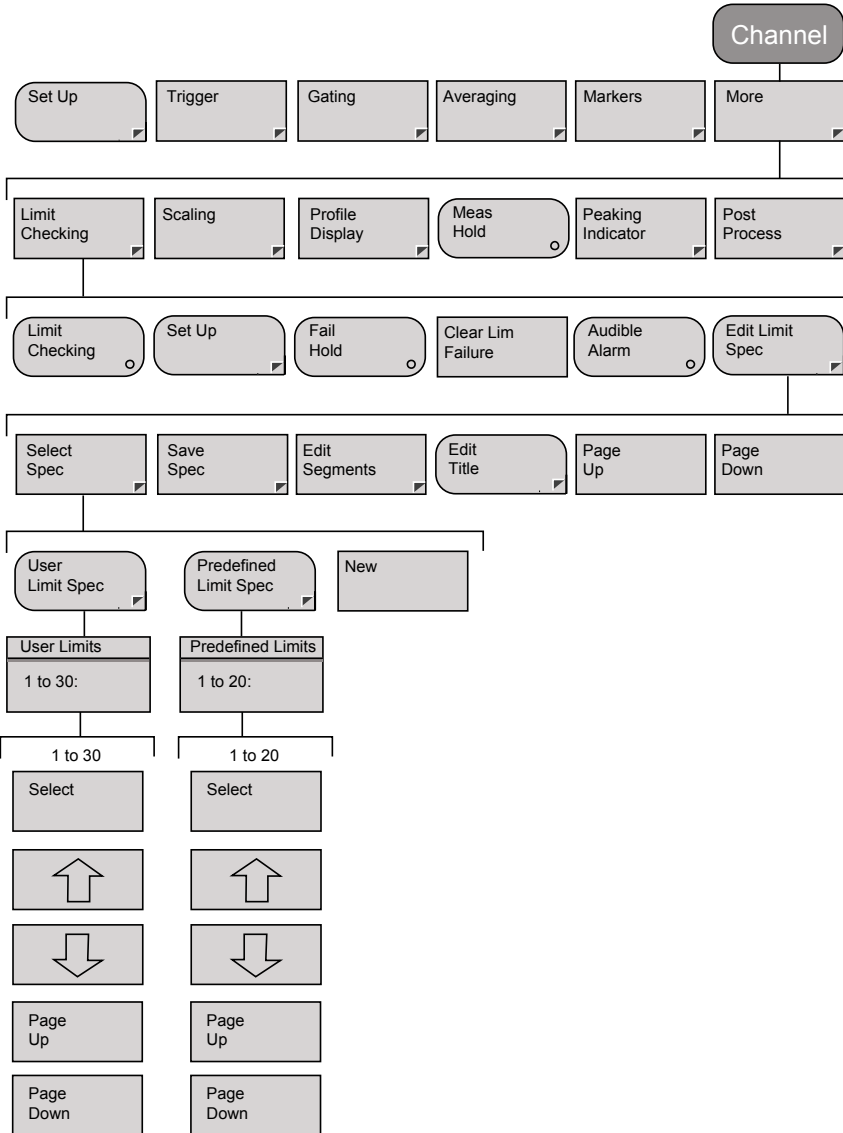 Channel
Set Up
Trigger
Gating
Averaging
Markers
More
Limit
Checking
Scaling
Profile
Display
Meas
Hold
Peaking
Indicator
Post
Process
Limit
Checking
Set Up
Fail
Hold
Clear Lim
Failure
Audible
Alarm
Edit Limit
Spec
Select
Spec
Save
Spec
Edit
Segments
Edit
Title
Page
Up
Page
Down
User
Limit Spec
Predefined
Limit Spec
New
User Limits
1 to 30:
Predefined Limits
1 to 20:
1 to 30
1 to 20
Select
Select
Page
Up
Page
Up
Page
Down
Page
Down